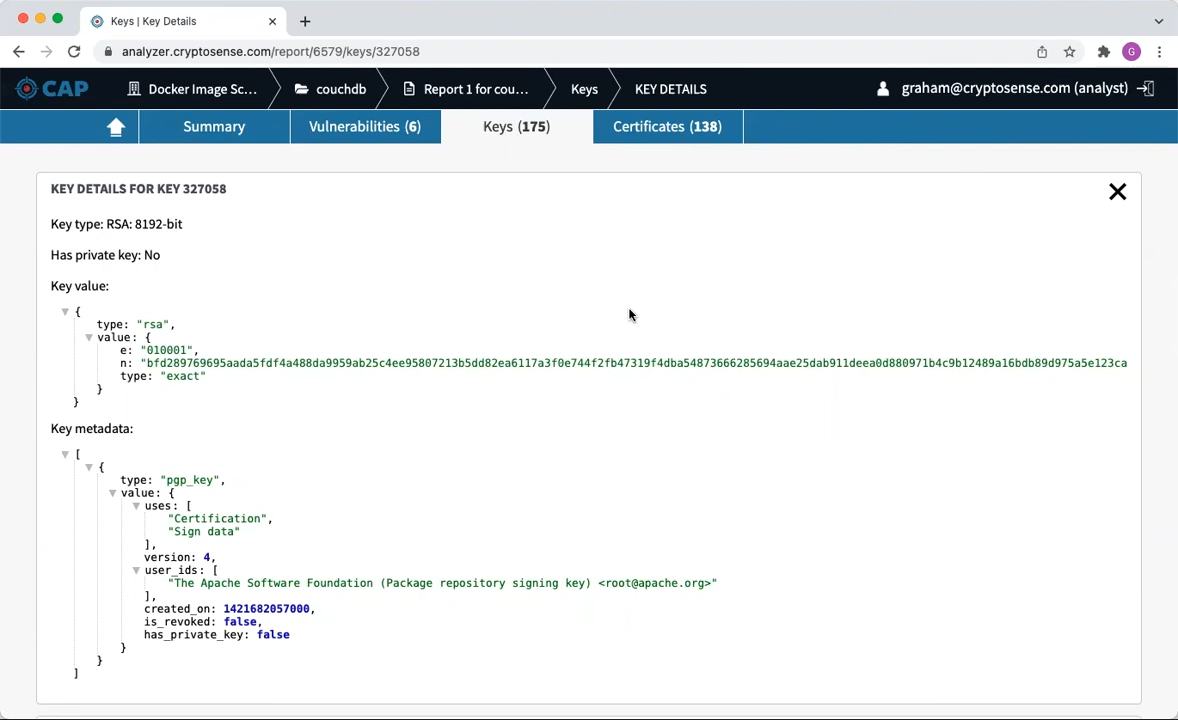 Keys | Key Details
analyzer.cryptosense.com/report/6579/keys/327058
G
CAP
Docker Image Sc...
couchdb
Report 1 for cou...
Keys
KEY DETAILS
graham@cryptosense.com (analyst)
Summary
Vulnerabilities (6)
Keys (175)
Certificates (138)
KEY DETAILS FOR KEY 327058
Key type: RSA: 8192-bit
Has private key: No
Key value:
{
type: "rsa",
value: {
e: "010001",
n: "bfd289769695aada5fdf4a488da9959ab25c4ee95807213b5dd82ea6117a3f0e744f2fb47319f4dba54873666285694aae25dab911deea0d880971b4c9b12489a16bdb89d975a5e123ca
type: "exact"
}
}
Key metadata:
[
{
type: "pgp_key",
value: {
uses: [
"Certification",
"Sign data"
],
version: 4,
user_ids: [
"The Apache Software Foundation (Package repository signing key) <root@apache.org>"
],
created_on: 1421682057000,
is_revoked: false,
has_private_key: false
}
}
]